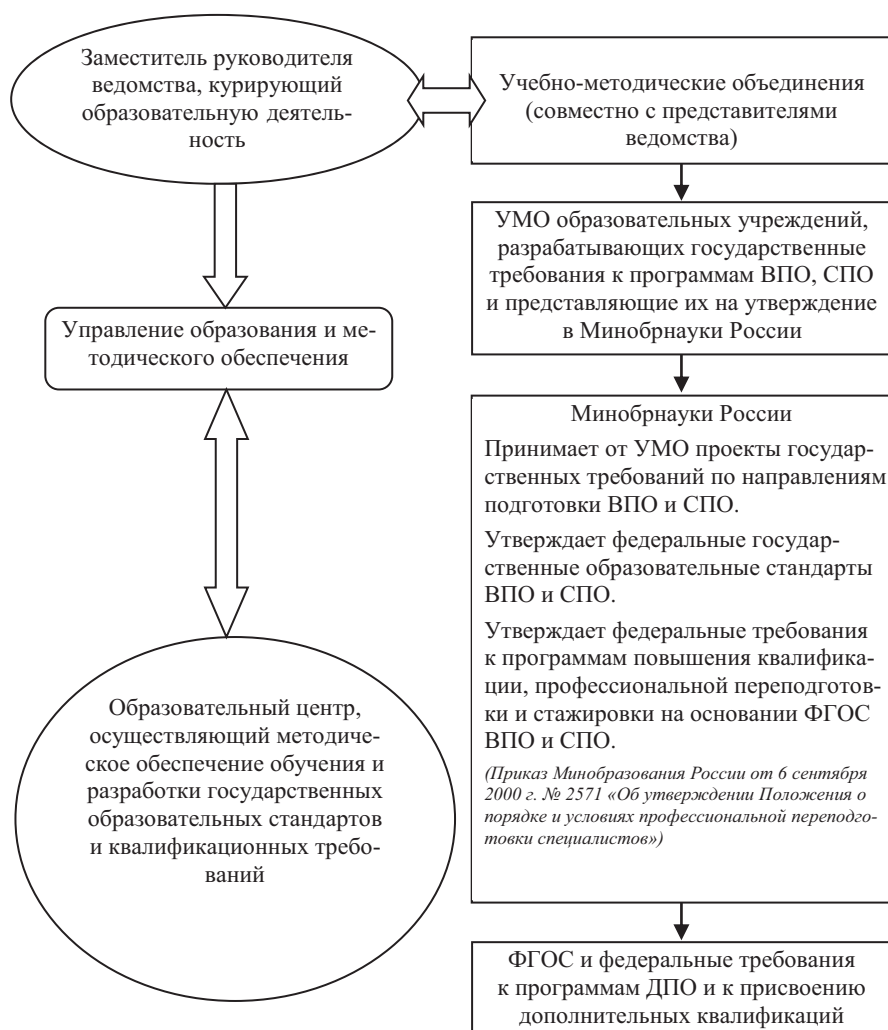 Заместитель руководителя
ведомства, курирующий
образовательную деятель-
ность
Учебно-методические объединения
(совместно с представителями
ведомства)
УМО образовательных учреждений,
разрабатывающих государственные
требования к программам ВПО, СПО
и представляющие их на утверждение
в Минобрнауки России
Управление образования и ме-
тодического обеспечения
Минобрнауки России
Принимает от УМО проекты государ-
ственных требований по направлениям
подготовки ВПО и СПО.
Утверждает федеральные государ-
ственные образовательные стандарты
ВПО и СПО.
Утверждает федеральные требования
к программам повышения квалифика-
ции, профессиональной переподготов-
ки и стажировки на основании ФГОС
ВПО и СПО.
(Приказ Минобразования России от 6 сентября
2000 г. № 2571 «Об утверждении Положения о
порядке и условиях профессиональной переподго-
товки специалистов»)
Образовательный центр,
осуществляющий методиче-
ское обеспечение обучения и
разработки государственных
образовательных стандартов
и квалификационных требо-
ваний
ФГОС и федеральные требования
к программам ДПО и к присвоению
дополнительных квалификаций